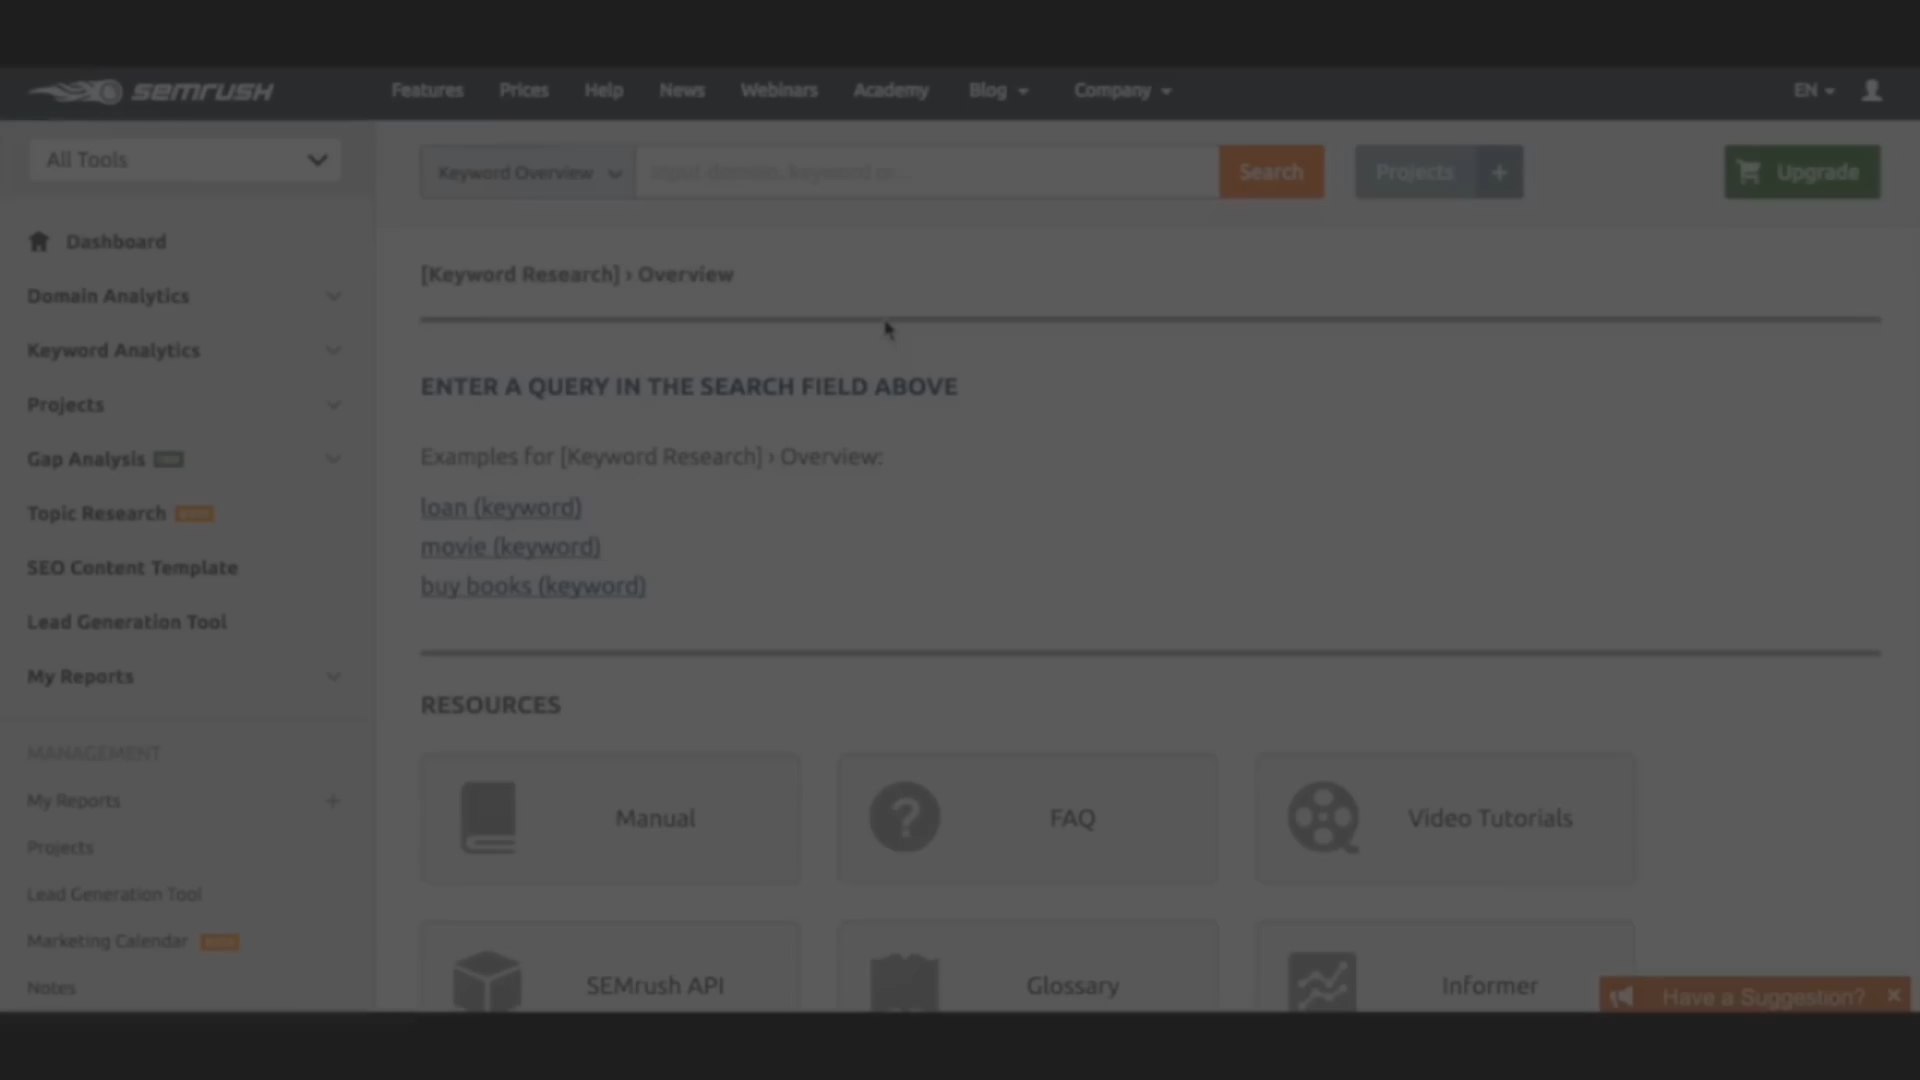 semrush
Features Prices Help News Webinars Academy Blog Company EN
All Tools
Keyword Overview
Search
Projects +
Upgrade
Dashboard
[Keyword Research] › Overview
Domain Analytics
Keyword Analytics
ENTER A QUERY IN THE SEARCH FIELD ABOVE
Projects
Gap Analysis
Examples for [Keyword Research] › Overview:
Topic Research
loan (keyword)
movie (keyword)
SEO Content Template
buy books (keyword)
Lead Generation Tool
My Reports
RESOURCES
MANAGEMENT
My Reports +
Manual
FAQ
Video Tutorials
Projects
Lead Generation Tool
Marketing Calendar
Notes
SEMrush API
Glossary
Informer
Have a Suggestion? ×